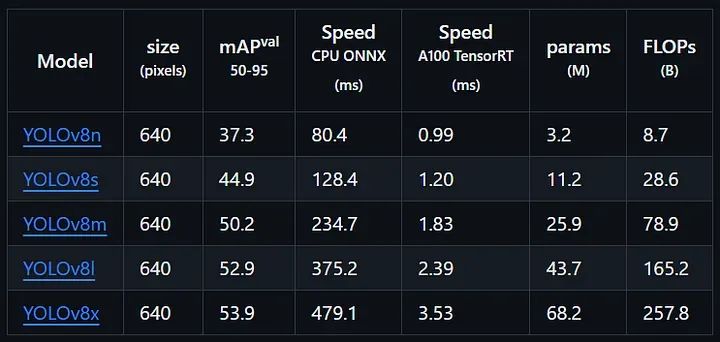 Model size (pixels) mAPval 50-95 Speed CPU ONNX (ms) Speed A100 TensorRT (ms) params (M) FLOPs (B)
YOLOv8n 640 37.3 80.4 0.99 3.2 8.7
YOLOv8s 640 44.9 128.4 1.20 11.2 28.6
YOLOv8m 640 50.2 234.7 1.83 25.9 78.9
YOLOv8l 640 52.9 375.2 2.39 43.7 165.2
YOLOv8x 640 53.9 479.1 3.53 68.2 257.8